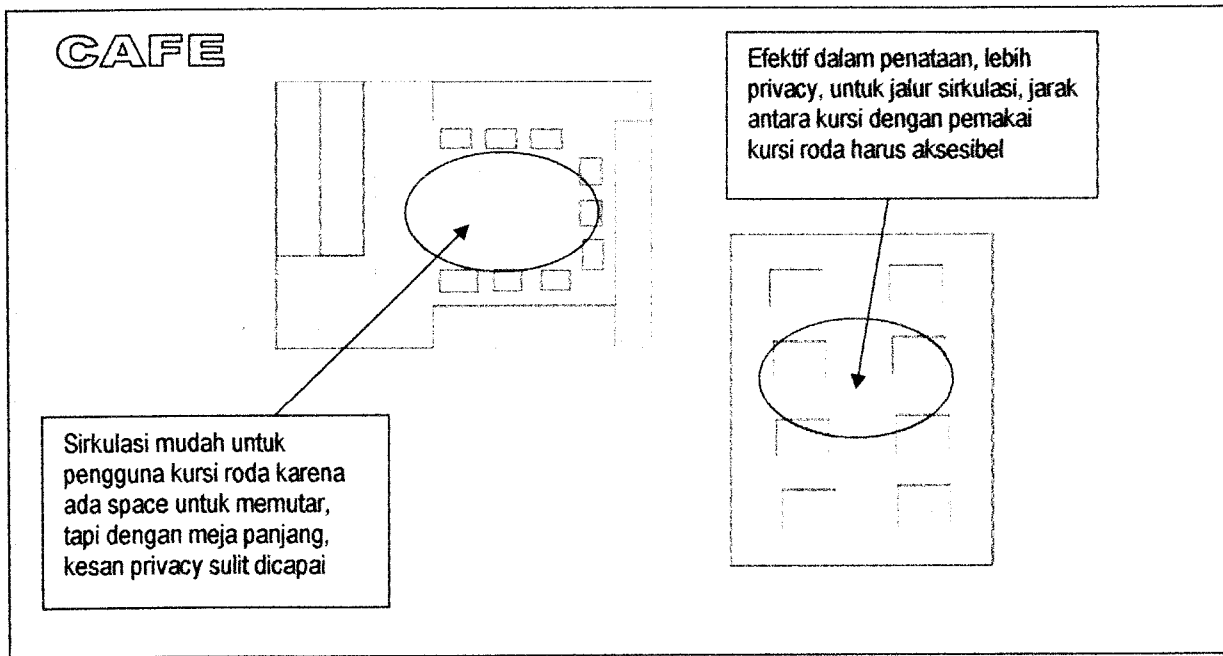 CAFE
Efektif dalam penataan, lebih
privacy, untuk jalur sirkulasi, jarak
antara kursi dengan pemakai
kursi roda harus aksesibel
Sirkulasi mudah untuk
pengguna kursi roda karena
ada space untuk memutar,
tapi dengan meja panjang,
kesan privacy sulit dicapai